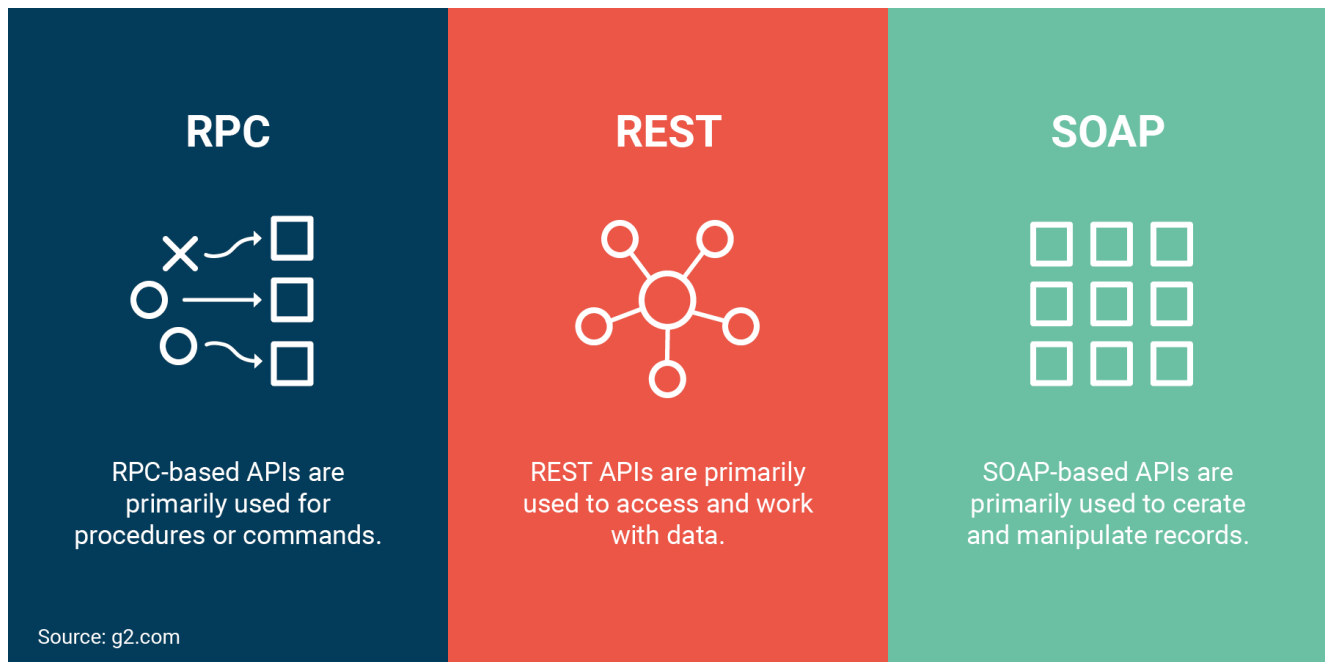 RPC
RPC-based APIs are
primarily used for
procedures or commands.
Source: g2.com
REST
REST APIs are primarily
used to access and work
with data.
SOAP
SOAP-based APIs are
primarily used to cerate
and manipulate records.